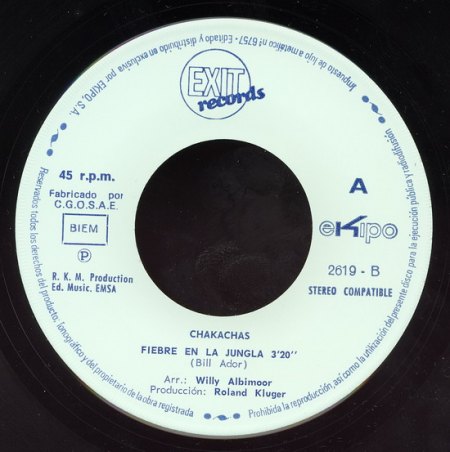 EXIT
records
Editado y distribuido en exclusiva por EKIPO, S.A.
Impuesto de lujo a metálico nº 6757
45 r.p.m.
Fabricado por
C.G.O.S.A.E.
BIEM
P
R. K. M. Production
Ed. Music. EMSA
A
eKipo
2619 - B
STEREO COMPATIBLE
CHAKACHAS
FIEBRE EN LA JUNGLA 3'20''
(Bill Ador)
Arr.: Willy Albimoor
Producción: Roland Kluger
Reservados todos los derechos del productor, fonográfico y del propietario de la obra registrada
Prohibida la reproducción, así como la utilización del presente disco para la ejecución pública y radiodifusión